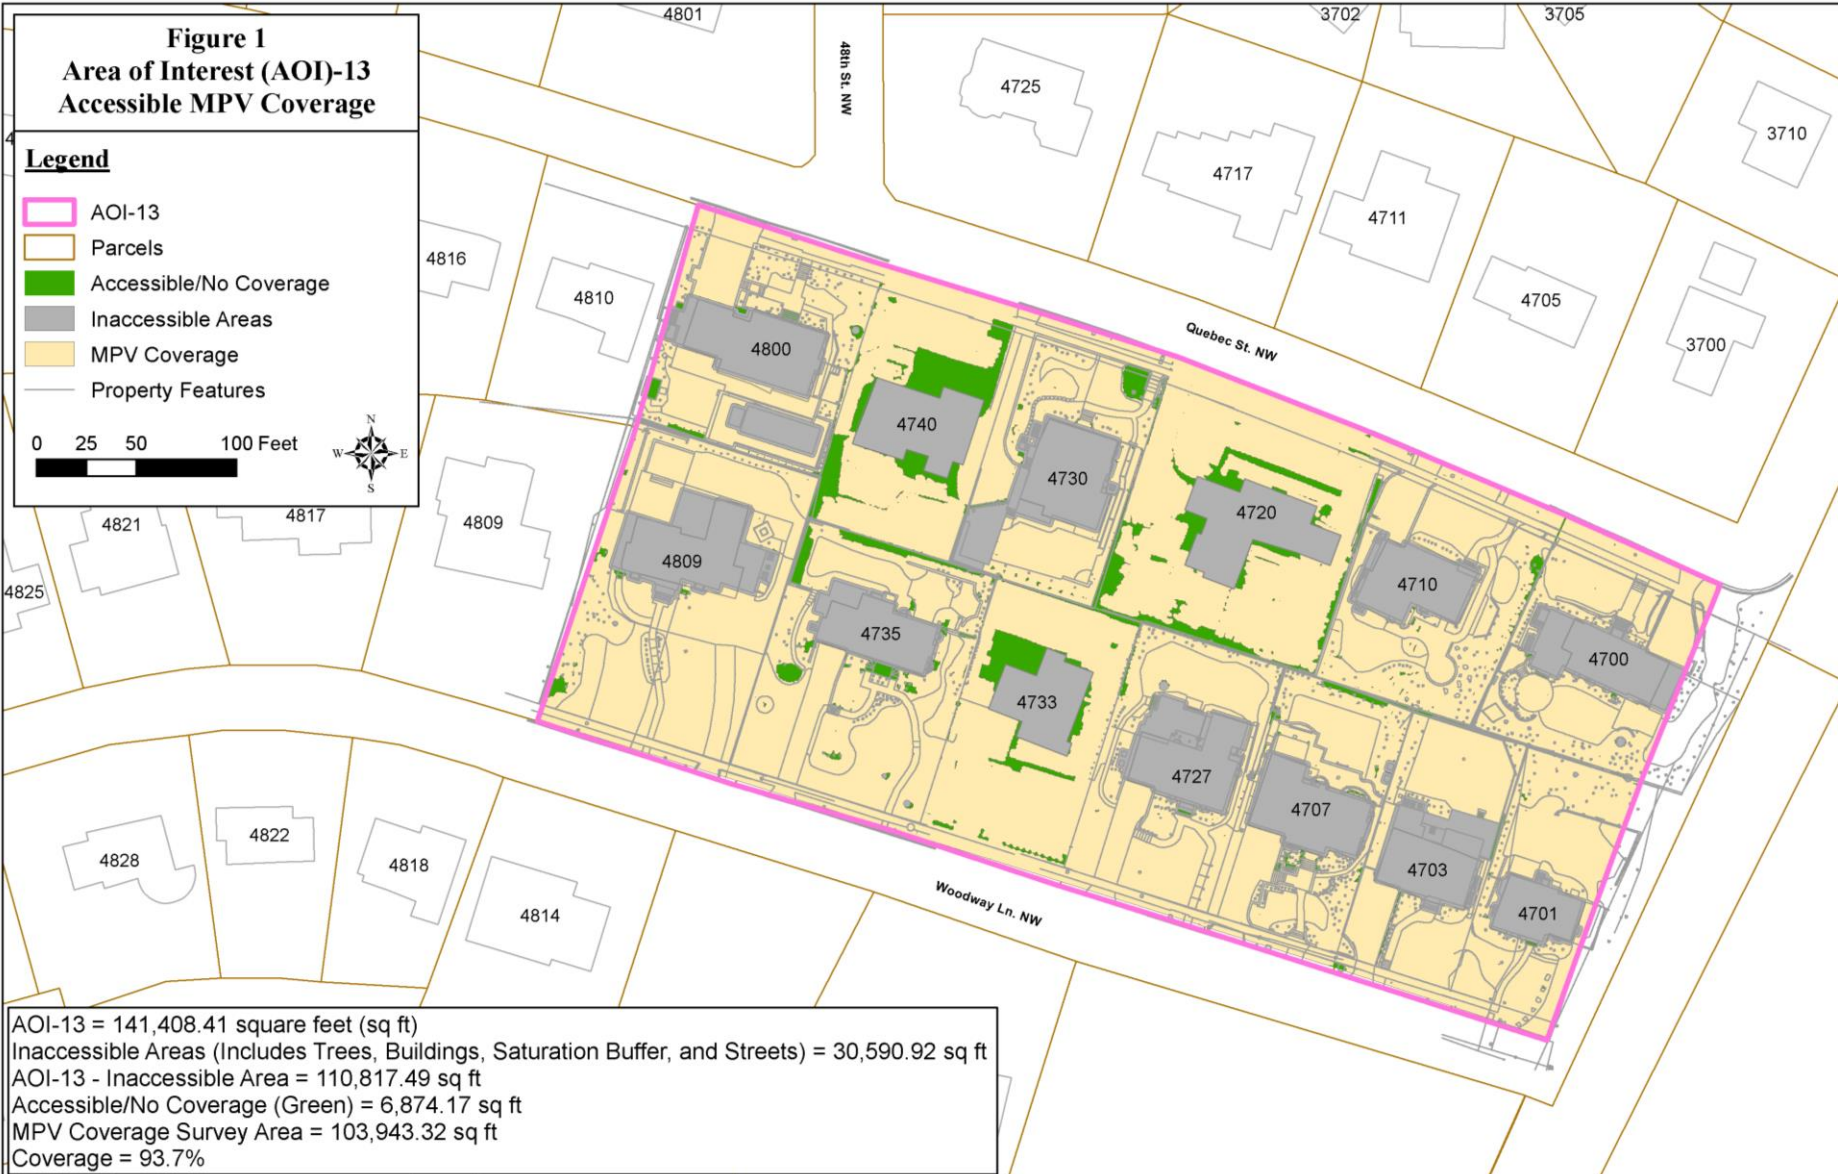 Figure 1
Area of Interest (AOI)-13
Accessible MPV Coverage
Legend
AOI-13
Parcels
Accessible/No Coverage
Inaccessible Areas
MPV Coverage
Property Features
0 25 50 100 Feet
N
W E
S
4801
3702
3705
48th St. NW
4725
4717
4711
3710
4705
3700
4816
4810
Quebec St. NW
4800
4740
4730
4720
4710
4700
4821
4817
4809
4825
4809
4735
4733
4727
4707
4703
4701
4828
4822
4818
4814
Woodway Ln. NW
AOI-13 = 141,408.41 square feet (sq ft)
Inaccessible Areas (Includes Trees, Buildings, Saturation Buffer, and Streets) = 30,590.92 sq ft
AOI-13 - Inaccessible Area = 110,817.49 sq ft
Accessible/No Coverage (Green) = 6,874.17 sq ft
MPV Coverage Survey Area = 103,943.32 sq ft
Coverage = 93.7%